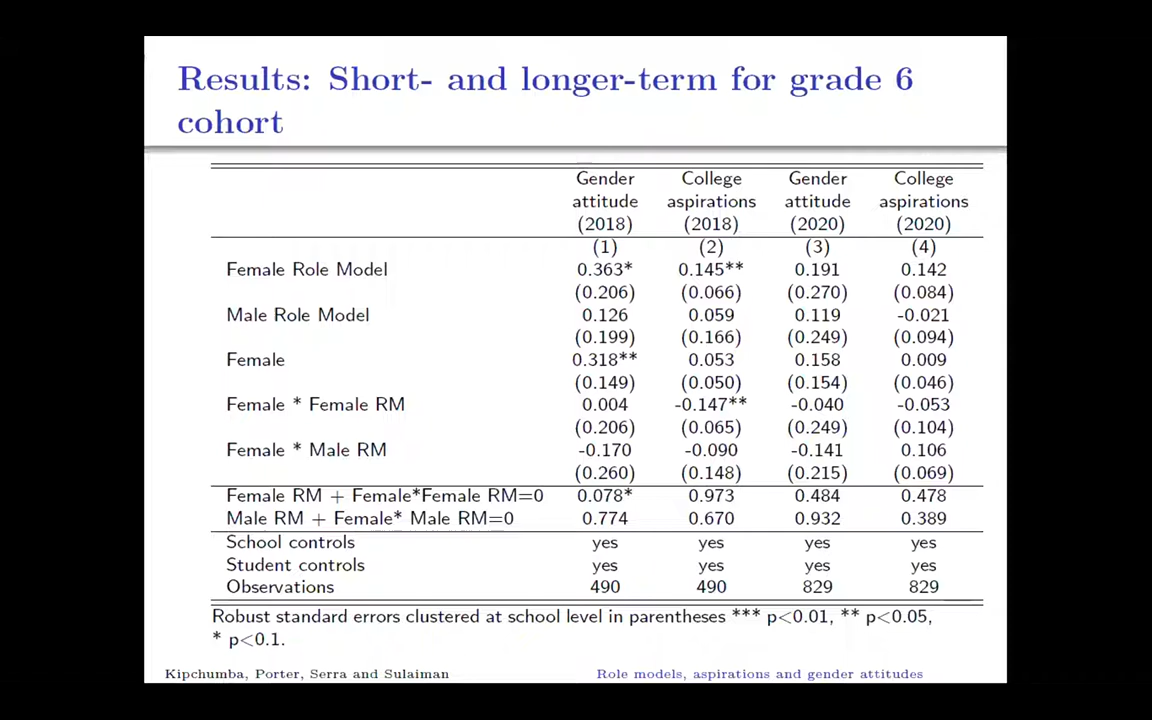 Results: Short- and longer-term for grade 6
cohort
Gender College Gender College
attitude aspirations attitude aspirations
(2018) (2018) (2020) (2020)
(1) (2) (3) (4)
Female Role Model 0.363* 0.145** 0.191 0.142
(0.206) (0.066) (0.270) (0.084)
Male Role Model 0.126 0.059 0.119 -0.021
(0.199) (0.166) (0.249) (0.094)
Female 0.318** 0.053 0.158 0.009
(0.149) (0.050) (0.154) (0.046)
Female * Female RM 0.004 -0.147** -0.040 -0.053
(0.206) (0.065) (0.249) (0.104)
Female * Male RM -0.170 -0.090 -0.141 0.106
(0.260) (0.148) (0.215) (0.069)
Female RM + Female*Female RM=0 0.078* 0.973 0.484 0.478
Male RM + Female* Male RM=0 0.774 0.670 0.932 0.389
School controls yes yes yes yes
Student controls yes yes yes yes
Observations 490 490 829 829
Robust standard errors clustered at school level in parentheses *** p<0.01, ** p<0.05,
* p<0.1.
Kipchumba, Porter, Serra and Sulaiman Role models, aspirations and gender attitudes